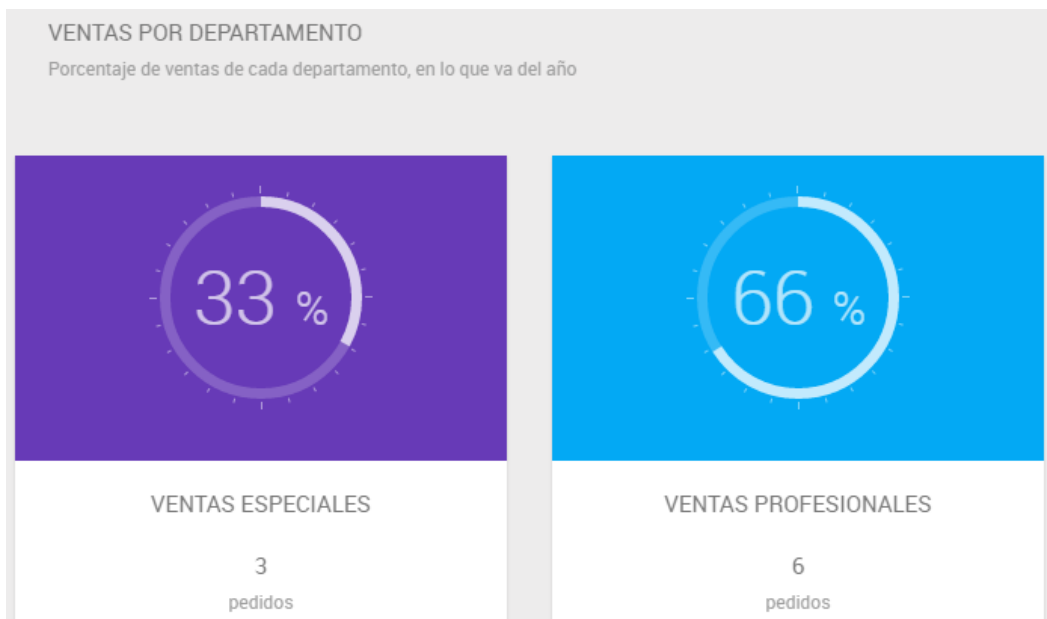 VENTAS POR DEPARTAMENTO
Porcentaje de ventas de cada departamento, en lo que va del año
33 %
66 %
VENTAS ESPECIALES
VENTAS PROFESIONALES
3
6
pedidos
pedidos